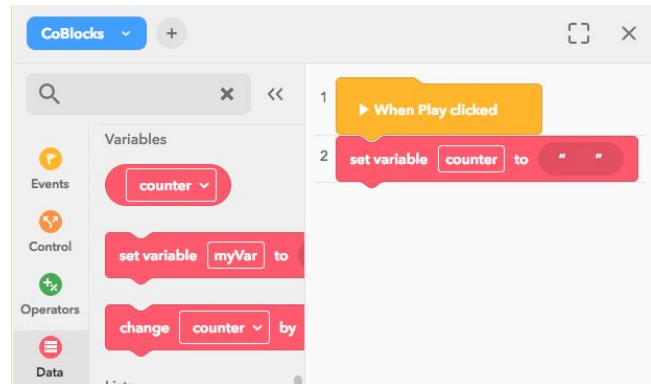 CoBlocks
Variables
Events
counter
Control
set variable myVar to
Operators
change counter by
Data
1
When Play clicked
2
set variable counter to " "